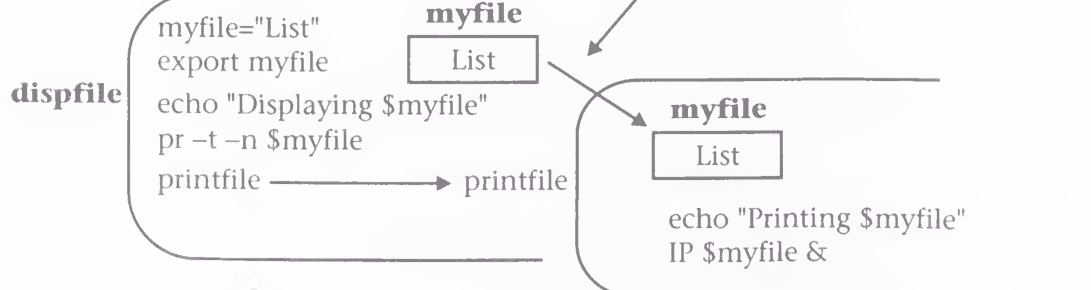 myfile
myfile="List"
export myfile
List
dispfile
echo "Displaying $myfile"
pr –t –n $myfile
printfile
printfile
myfile
List
echo "Printing $myfile"
IP $myfile &